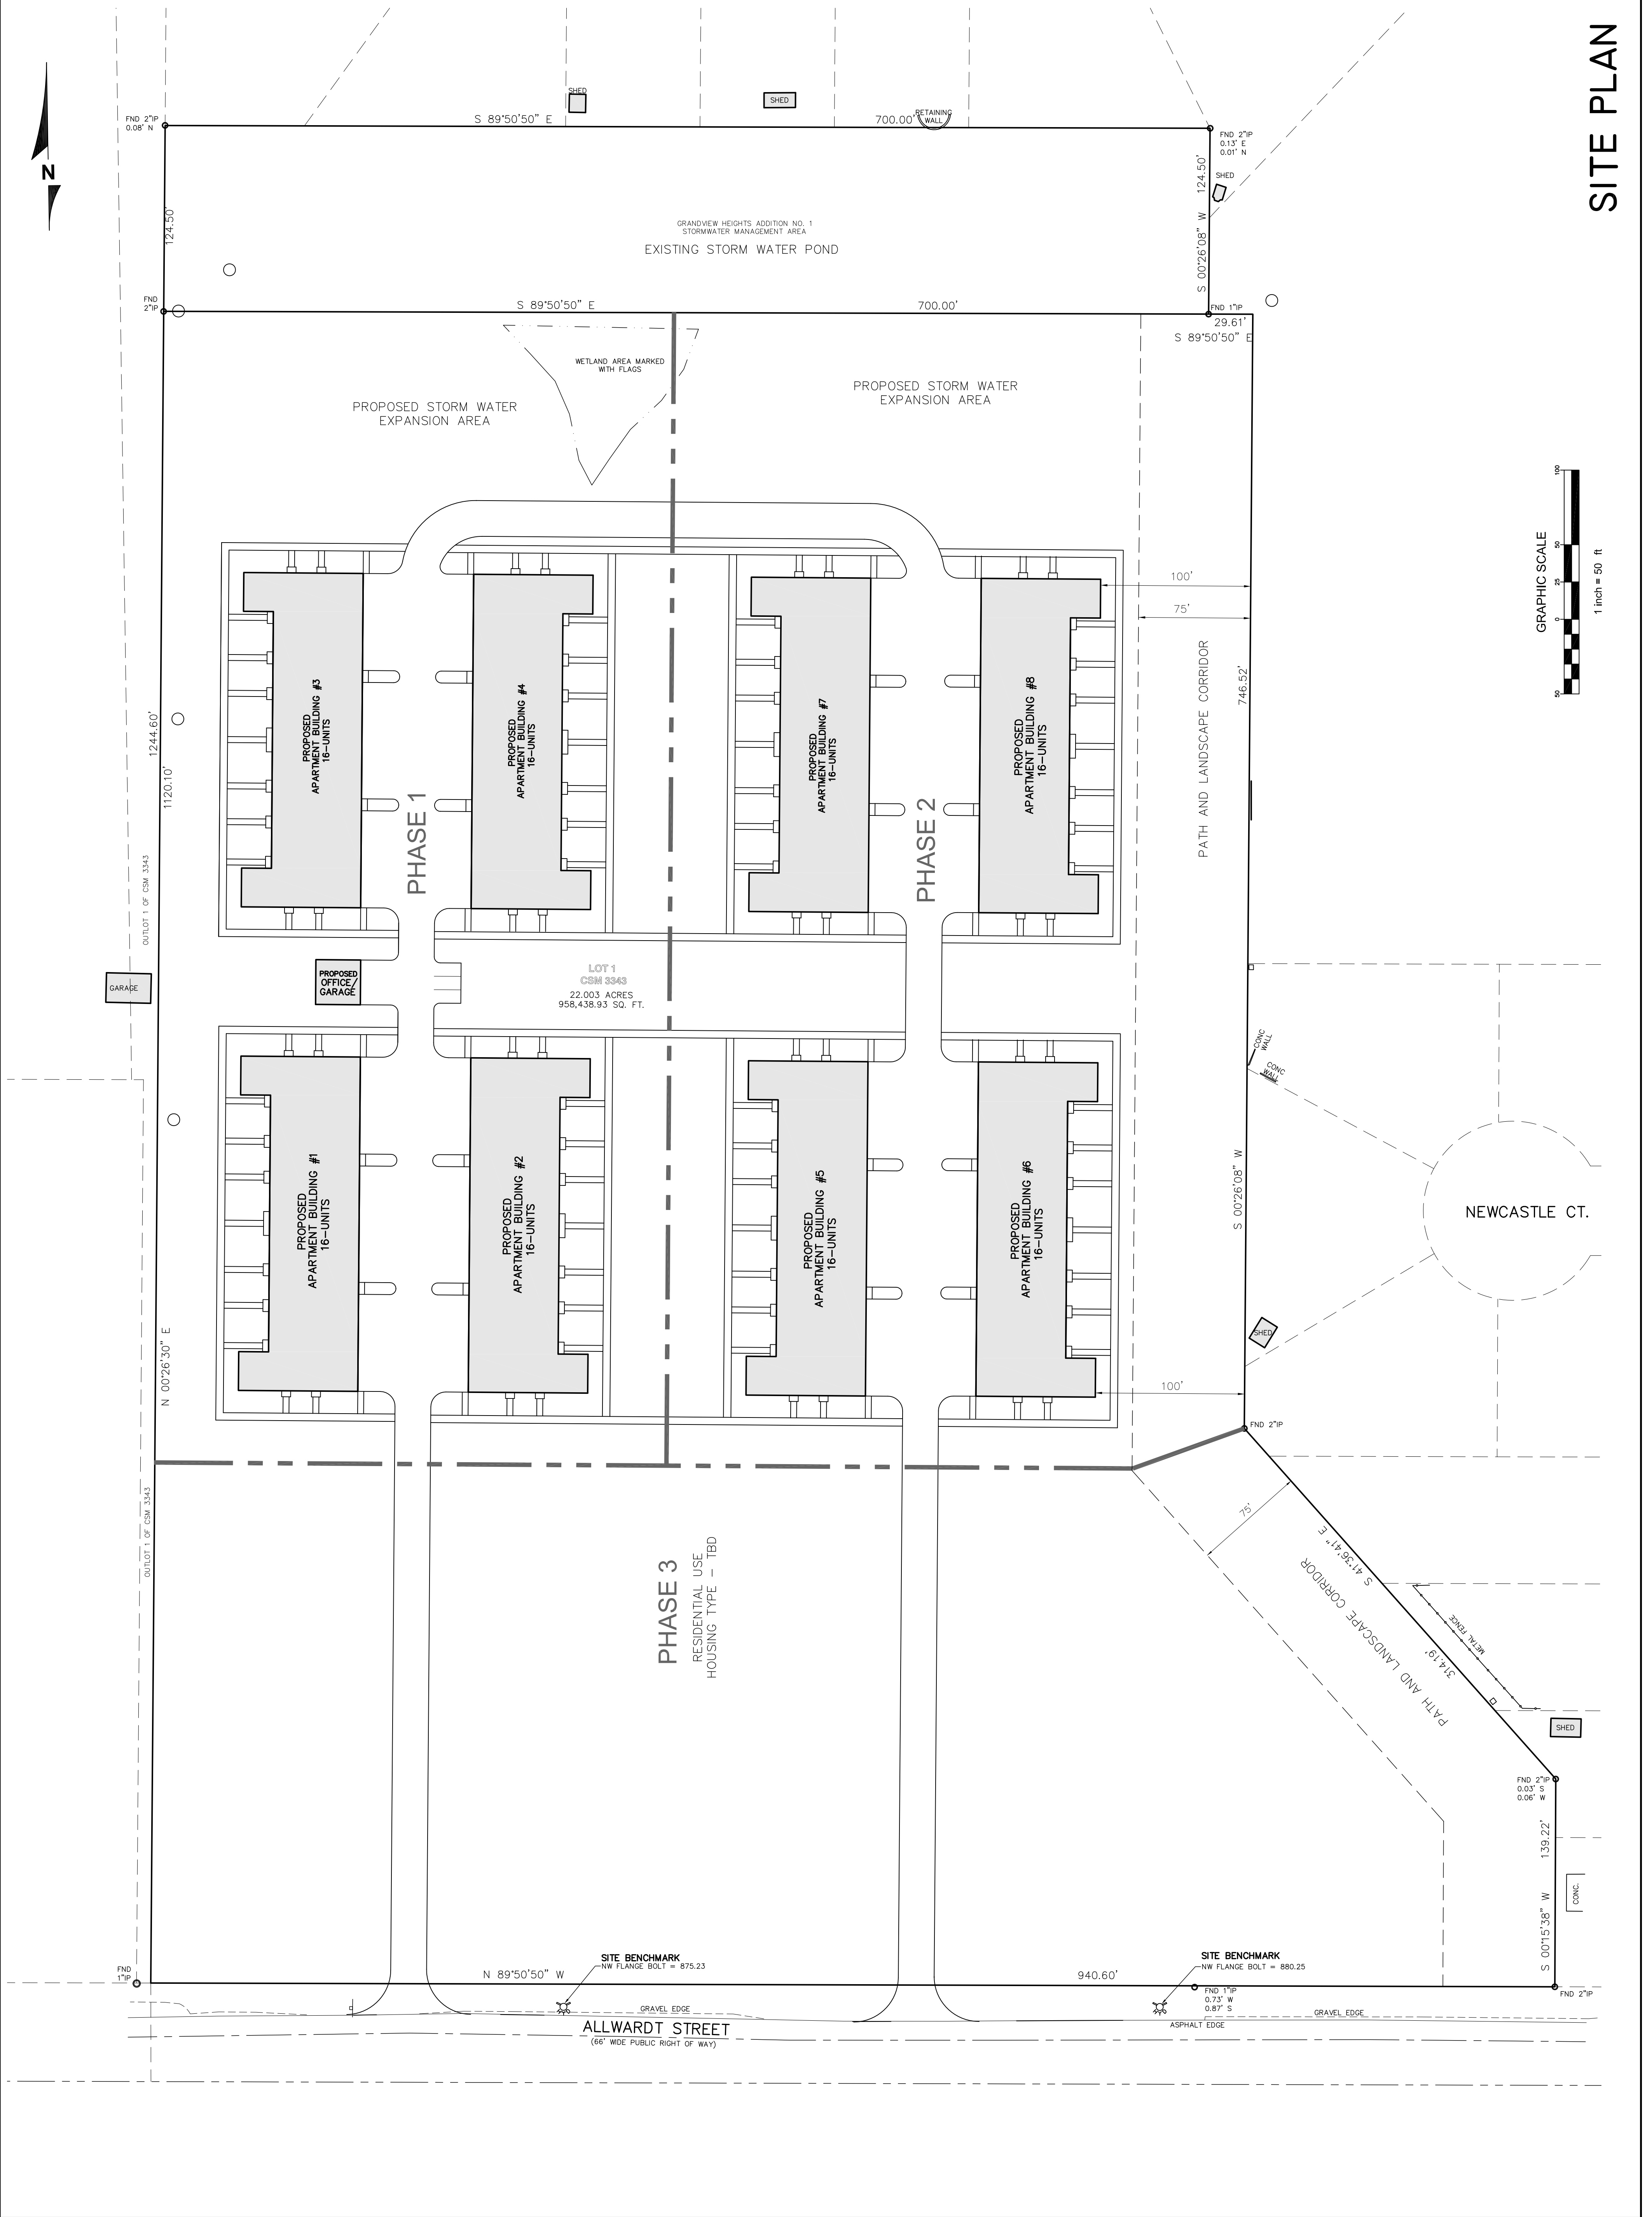 SITE PLAN
N
SHED
SHED
RETAINING
WALL
FND 2"IP
0.08' N
S 89°50'50" E
700.00'
FND 2"IP
0.13' E
0.01' N
SHED
124.50'
S 00°26'08" W
124.50'
GRANDVIEW HEIGHTS ADDITION NO. 1
STORMWATER MANAGEMENT AREA
EXISTING STORM WATER POND
FND
2"IP
S 89°50'50" E
700.00'
FND 1"IP
29.61'
S 89°50'50" E
WETLAND AREA MARKED
WITH FLAGS
PROPOSED STORM WATER
EXPANSION AREA
PROPOSED STORM WATER
EXPANSION AREA
GRAPHIC SCALE
50
0
25
50
100
1 inch = 50 ft
100'
75'
PATH AND LANDSCAPE CORRIDOR
746.52'
PROPOSED
APARTMENT BUILDING #3
16-UNITS
PROPOSED
APARTMENT BUILDING #4
16-UNITS
PROPOSED
APARTMENT BUILDING #7
16-UNITS
PROPOSED
APARTMENT BUILDING #8
16-UNITS
1244.60'
1120.10'
PHASE 1
PHASE 2
OUTLOT 1 OF CSM 3343
GARAGE
PROPOSED
OFFICE/
GARAGE
LOT 1
CSM 3343
22.003 ACRES
958,438.93 SQ. FT.
CONC
WALL
CONC
WALL
PROPOSED
APARTMENT BUILDING #1
16-UNITS
PROPOSED
APARTMENT BUILDING #2
16-UNITS
PROPOSED
APARTMENT BUILDING #5
16-UNITS
PROPOSED
APARTMENT BUILDING #6
16-UNITS
S 00°26'08" W
NEWCASTLE CT.
SHED
N 00°26'30" E
100'
FND 2"IP
OUTLOT 1 OF CSM 3343
75'
S 41°36'41" E
314.19'
PATH AND LANDSCAPE CORRIDOR
METAL FENCE
PHASE 3
RESIDENTIAL USE
HOUSING TYPE - TBD
SHED
FND 2"IP
0.03' S
0.06' W
139.22'
S 00°15'38" W
CONC.
FND
1"IP
N 89°50'50" W
SITE BENCHMARK
NW FLANGE BOLT = 875.23
940.60'
SITE BENCHMARK
NW FLANGE BOLT = 880.25
FND 1"IP
0.73' W
0.87' S
FND 2"IP
GRAVEL EDGE
GRAVEL EDGE
ASPHALT EDGE
ALLWARDT STREET
(66' WIDE PUBLIC RIGHT OF WAY)